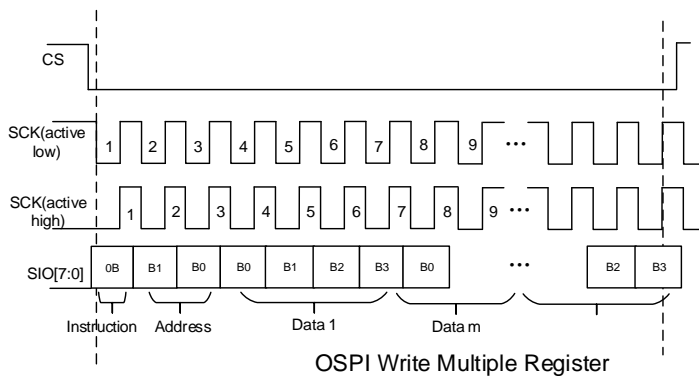 CS
SCK(active
low)
1 2 3 4 5 6 7 8 9 •••
SCK(active
high)
1 2 3 4 5 6 7 8 9 •••
SIO[7:0]
0B B1 B0 B0 B1 B2 B3 B0 ••• B2 B3
Instruction Address Data 1 Data m
OSPI Write Multiple Register